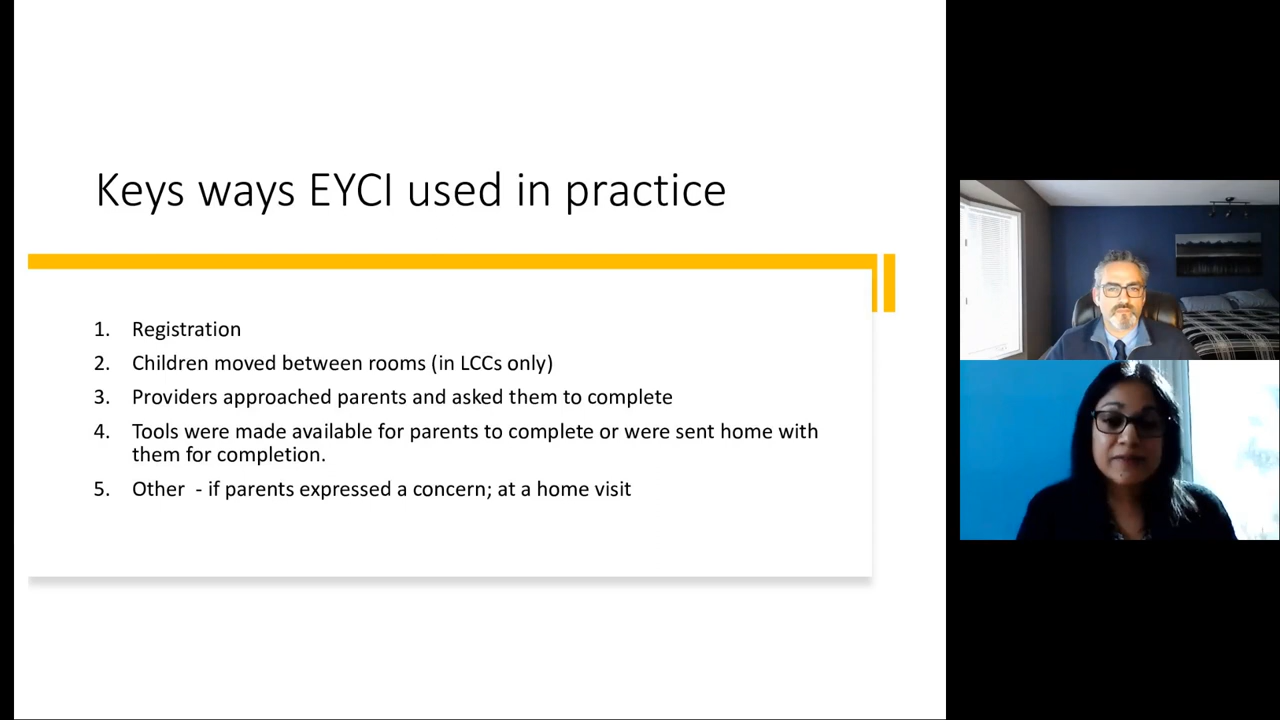 Keys ways EYCI used in practice
1. Registration
2. Children moved between rooms (in LCCs only)
3. Providers approached parents and asked them to complete
4. Tools were made available for parents to complete or were sent home with
them for completion.
5. Other - if parents expressed a concern; at a home visit